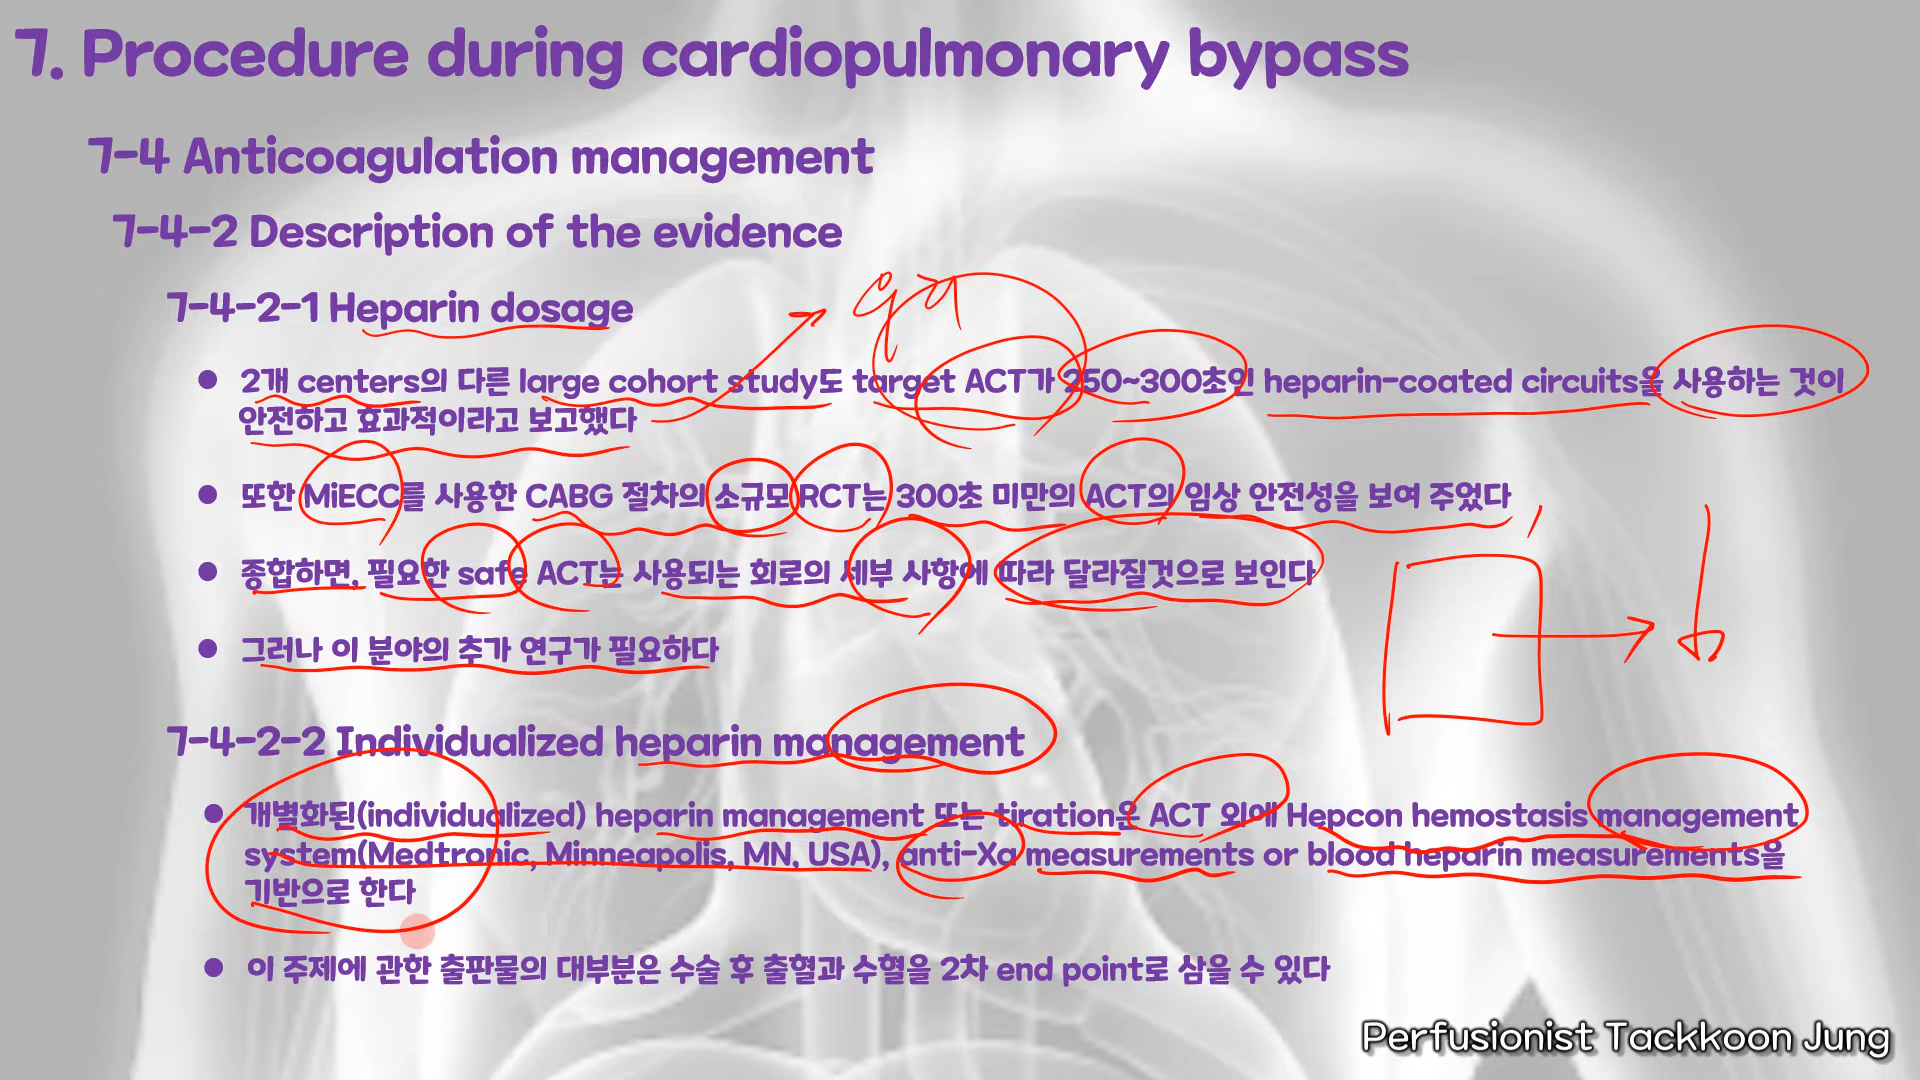 7. Procedure during cardiopulmonary bypass
7-4 Anticoagulation management
7-4-2 Description of the evidence
7-4-2-1 Heparin dosage
● 2개 centers의 다른 large cohort study도 target ACT가 250~300초인 heparin-coated circuits을 사용하는 것이
안전하고 효과적이라고 보고했다
● 또한 MiECC를 사용한 CABG 절차의 소규모 RCT는 300초 미만의 ACT의 임상 안전성을 보여 주었다
● 종합하면, 필요한 safe ACT는 사용되는 회로의 세부 사항에 따라 달라질것으로 보인다
● 그러나 이 분야의 추가 연구가 필요하다
7-4-2-2 Individualized heparin management
● 개별화된(individualized) heparin management 또는 tiration은 ACT 외에 Hepcon hemostasis management
system(Medtronic, Minneapolis, MN, USA), anti-Xa measurements or blood heparin measurements을
기반으로 한다
● 이 주제에 관한 출판물의 대부분은 수술 후 출혈과 수혈을 2차 end point로 삼을 수 있다
Perfusionist Tackkoon Jung